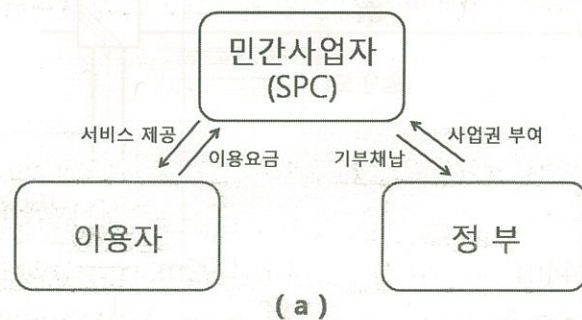 민간사업자
(SPC)
서비스 제공
이용요금
기부채납
사업권 부여
이용자
정 부
( a )